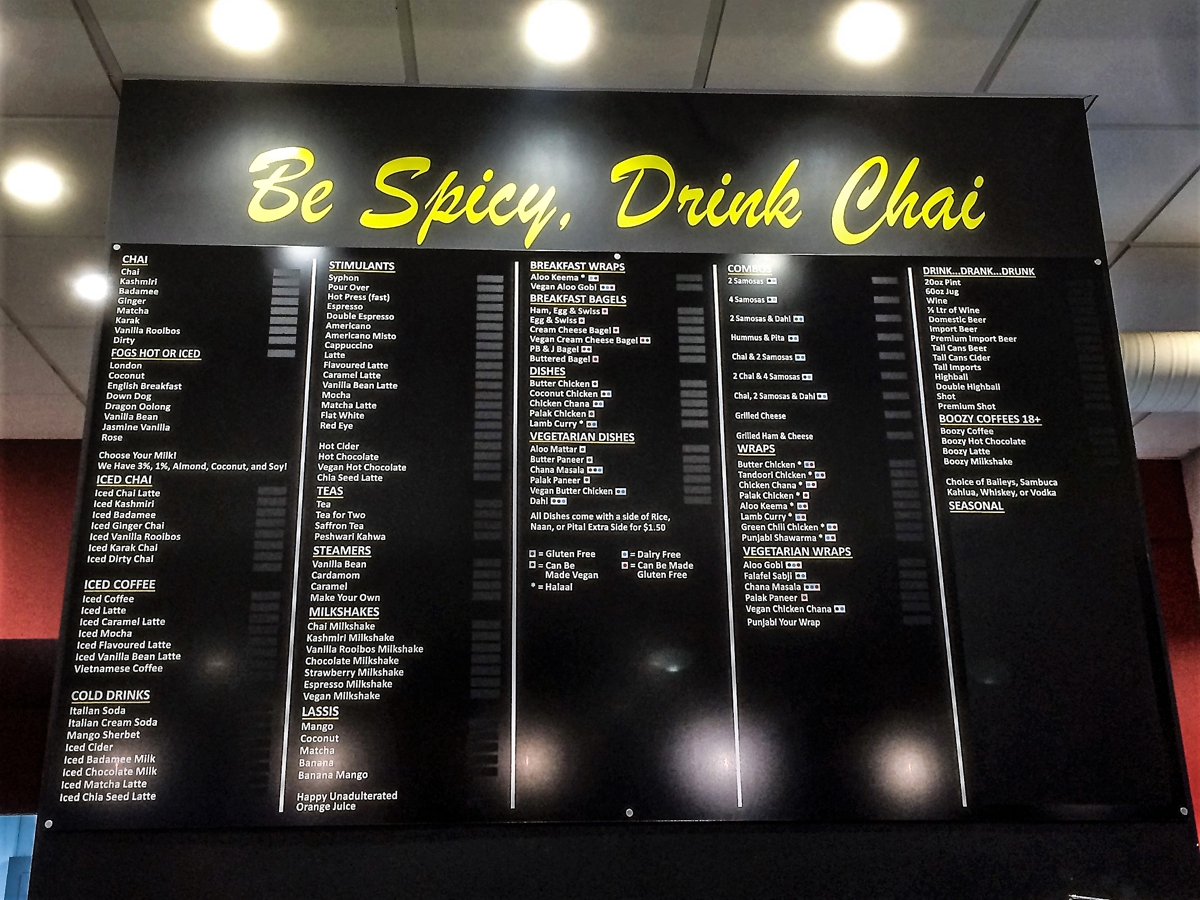 Be Spicy, Drink Chai
CHAI
Chai
Kashmiri
Badamee
Ginger
Matcha
Karak
Vanilla Rooibos
Dirty
FOGS HOT OR ICED
London
Coconut
English Breakfast
Down Dog
Dragon Oolong
Vanilla Bean
Jasmine Vanilla
Rose
Choose Your Milk!
We Have 3%, 1%, Almond, Coconut, and Soy!
ICED CHAI
Iced Chai Latte
Iced Kashmiri
Iced Badamee
Iced Ginger Chai
Iced Vanilla Rooibos
Iced Karak Chai
Iced Dirty Chai
ICED COFFEE
Iced Coffee
Iced Latte
Iced Caramel Latte
Iced Mocha
Iced Flavoured Latte
Iced Vanilla Bean Latte
Vietnamese Coffee
COLD DRINKS
Italian Soda
Italian Cream Soda
Mango Sherbet
Iced Cider
Iced Badamee Milk
Iced Chocolate Milk
Iced Matcha Latte
Iced Chia Seed Latte
STIMULANTS
Syphon
Pour Over
Hot Press (fast)
Espresso
Double Espresso
Americano
Americano Misto
Cappuccino
Latte
Flavoured Latte
Caramel Latte
Vanilla Bean Latte
Mocha
Matcha Latte
Flat White
Red Eye
Hot Cider
Hot Chocolate
Vegan Hot Chocolate
Chia Seed Latte
TEAS
Tea
Tea for Two
Saffron Tea
Peshwari Kahwa
STEAMERS
Vanilla Bean
Cardamom
Caramel
Make Your Own
MILKSHAKES
Chai Milkshake
Kashmiri Milkshake
Vanilla Rooibos Milkshake
Chocolate Milkshake
Strawberry Milkshake
Espresso Milkshake
Vegan Milkshake
LASSIS
Mango
Coconut
Matcha
Banana
Banana Mango
Happy Unadulterated
Orange Juice
BREAKFAST WRAPS
Aloo Keema *
Vegan Aloo Gobi
BREAKFAST BAGELS
Ham, Egg & Swiss
Egg & Swiss
Cream Cheese Bagel
Vegan Cream Cheese Bagel
PB & J Bagel
Buttered Bagel
DISHES
Butter Chicken
Coconut Chicken
Chicken Chana
Palak Chicken
Lamb Curry *
VEGETARIAN DISHES
Aloo Mattar
Butter Paneer
Chana Masala
Palak Paneer
Vegan Butter Chicken
Dahl
All Dishes come with a side of Rice,
Naan, or Pita! Extra Side for $1.50
= Gluten Free
= Dairy Free
= Can Be
Made Vegan
= Can Be Made
Gluten Free
* = Halaal
COMBOS
2 Samosas
4 Samosas
2 Samosas & Dahl
Hummus & Pita
Chai & 2 Samosas
2 Chai & 4 Samosas
Chai, 2 Samosas & Dahl
Grilled Cheese
Grilled Ham & Cheese
WRAPS
Butter Chicken *
Tandoori Chicken *
Chicken Chana *
Palak Chicken *
Aloo Keema *
Lamb Curry *
Green Chili Chicken *
Punjabi Shawarma *
VEGETARIAN WRAPS
Aloo Gobi
Falafel Sabji
Chana Masala
Palak Paneer
Vegan Chicken Chana
Punjabi Your Wrap
DRINK...DRANK...DRUNK
20oz Pint
60oz Jug
Wine
½ Ltr of Wine
Domestic Beer
Import Beer
Premium Import Beer
Tall Cans Beet
Tall Cans Cider
Tall Imports
Highball
Double Highball
Shot
Premium Shot
BOOZY COFFEES 18+
Boozy Coffee
Boozy Hot Chocolate
Boozy Latte
Boozy Milkshake
Choice of Baileys, Sambuca
Kahlua, Whiskey, or Vodka
SEASONAL